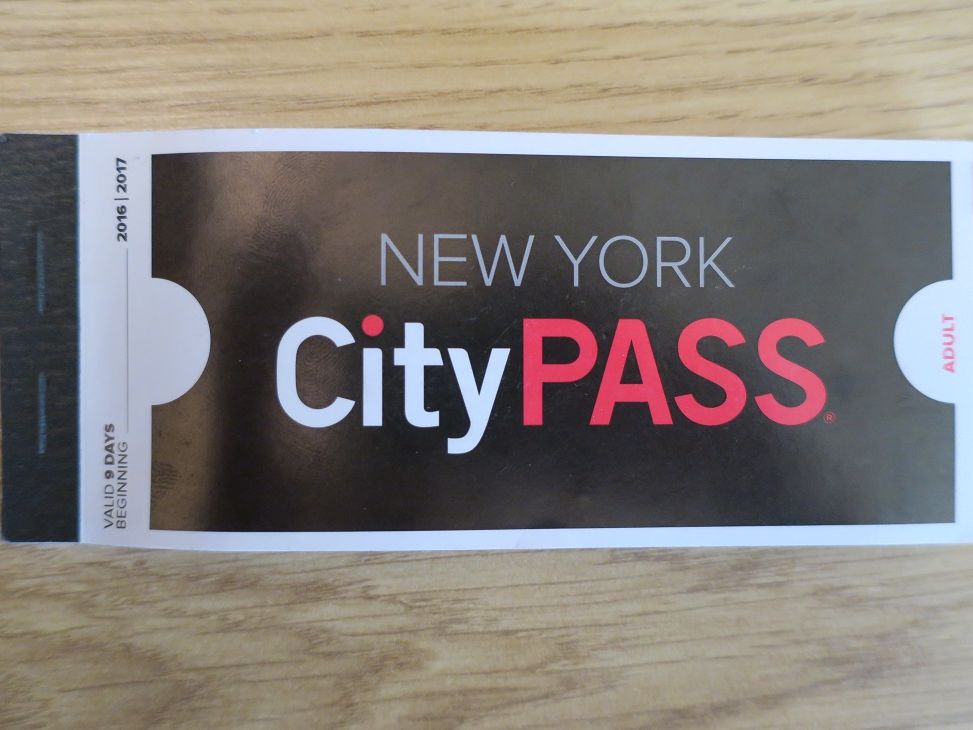 2016 | 2017
VALID 9 DAYS
BEGINNING
NEW YORK
CityPASS®
ADULT